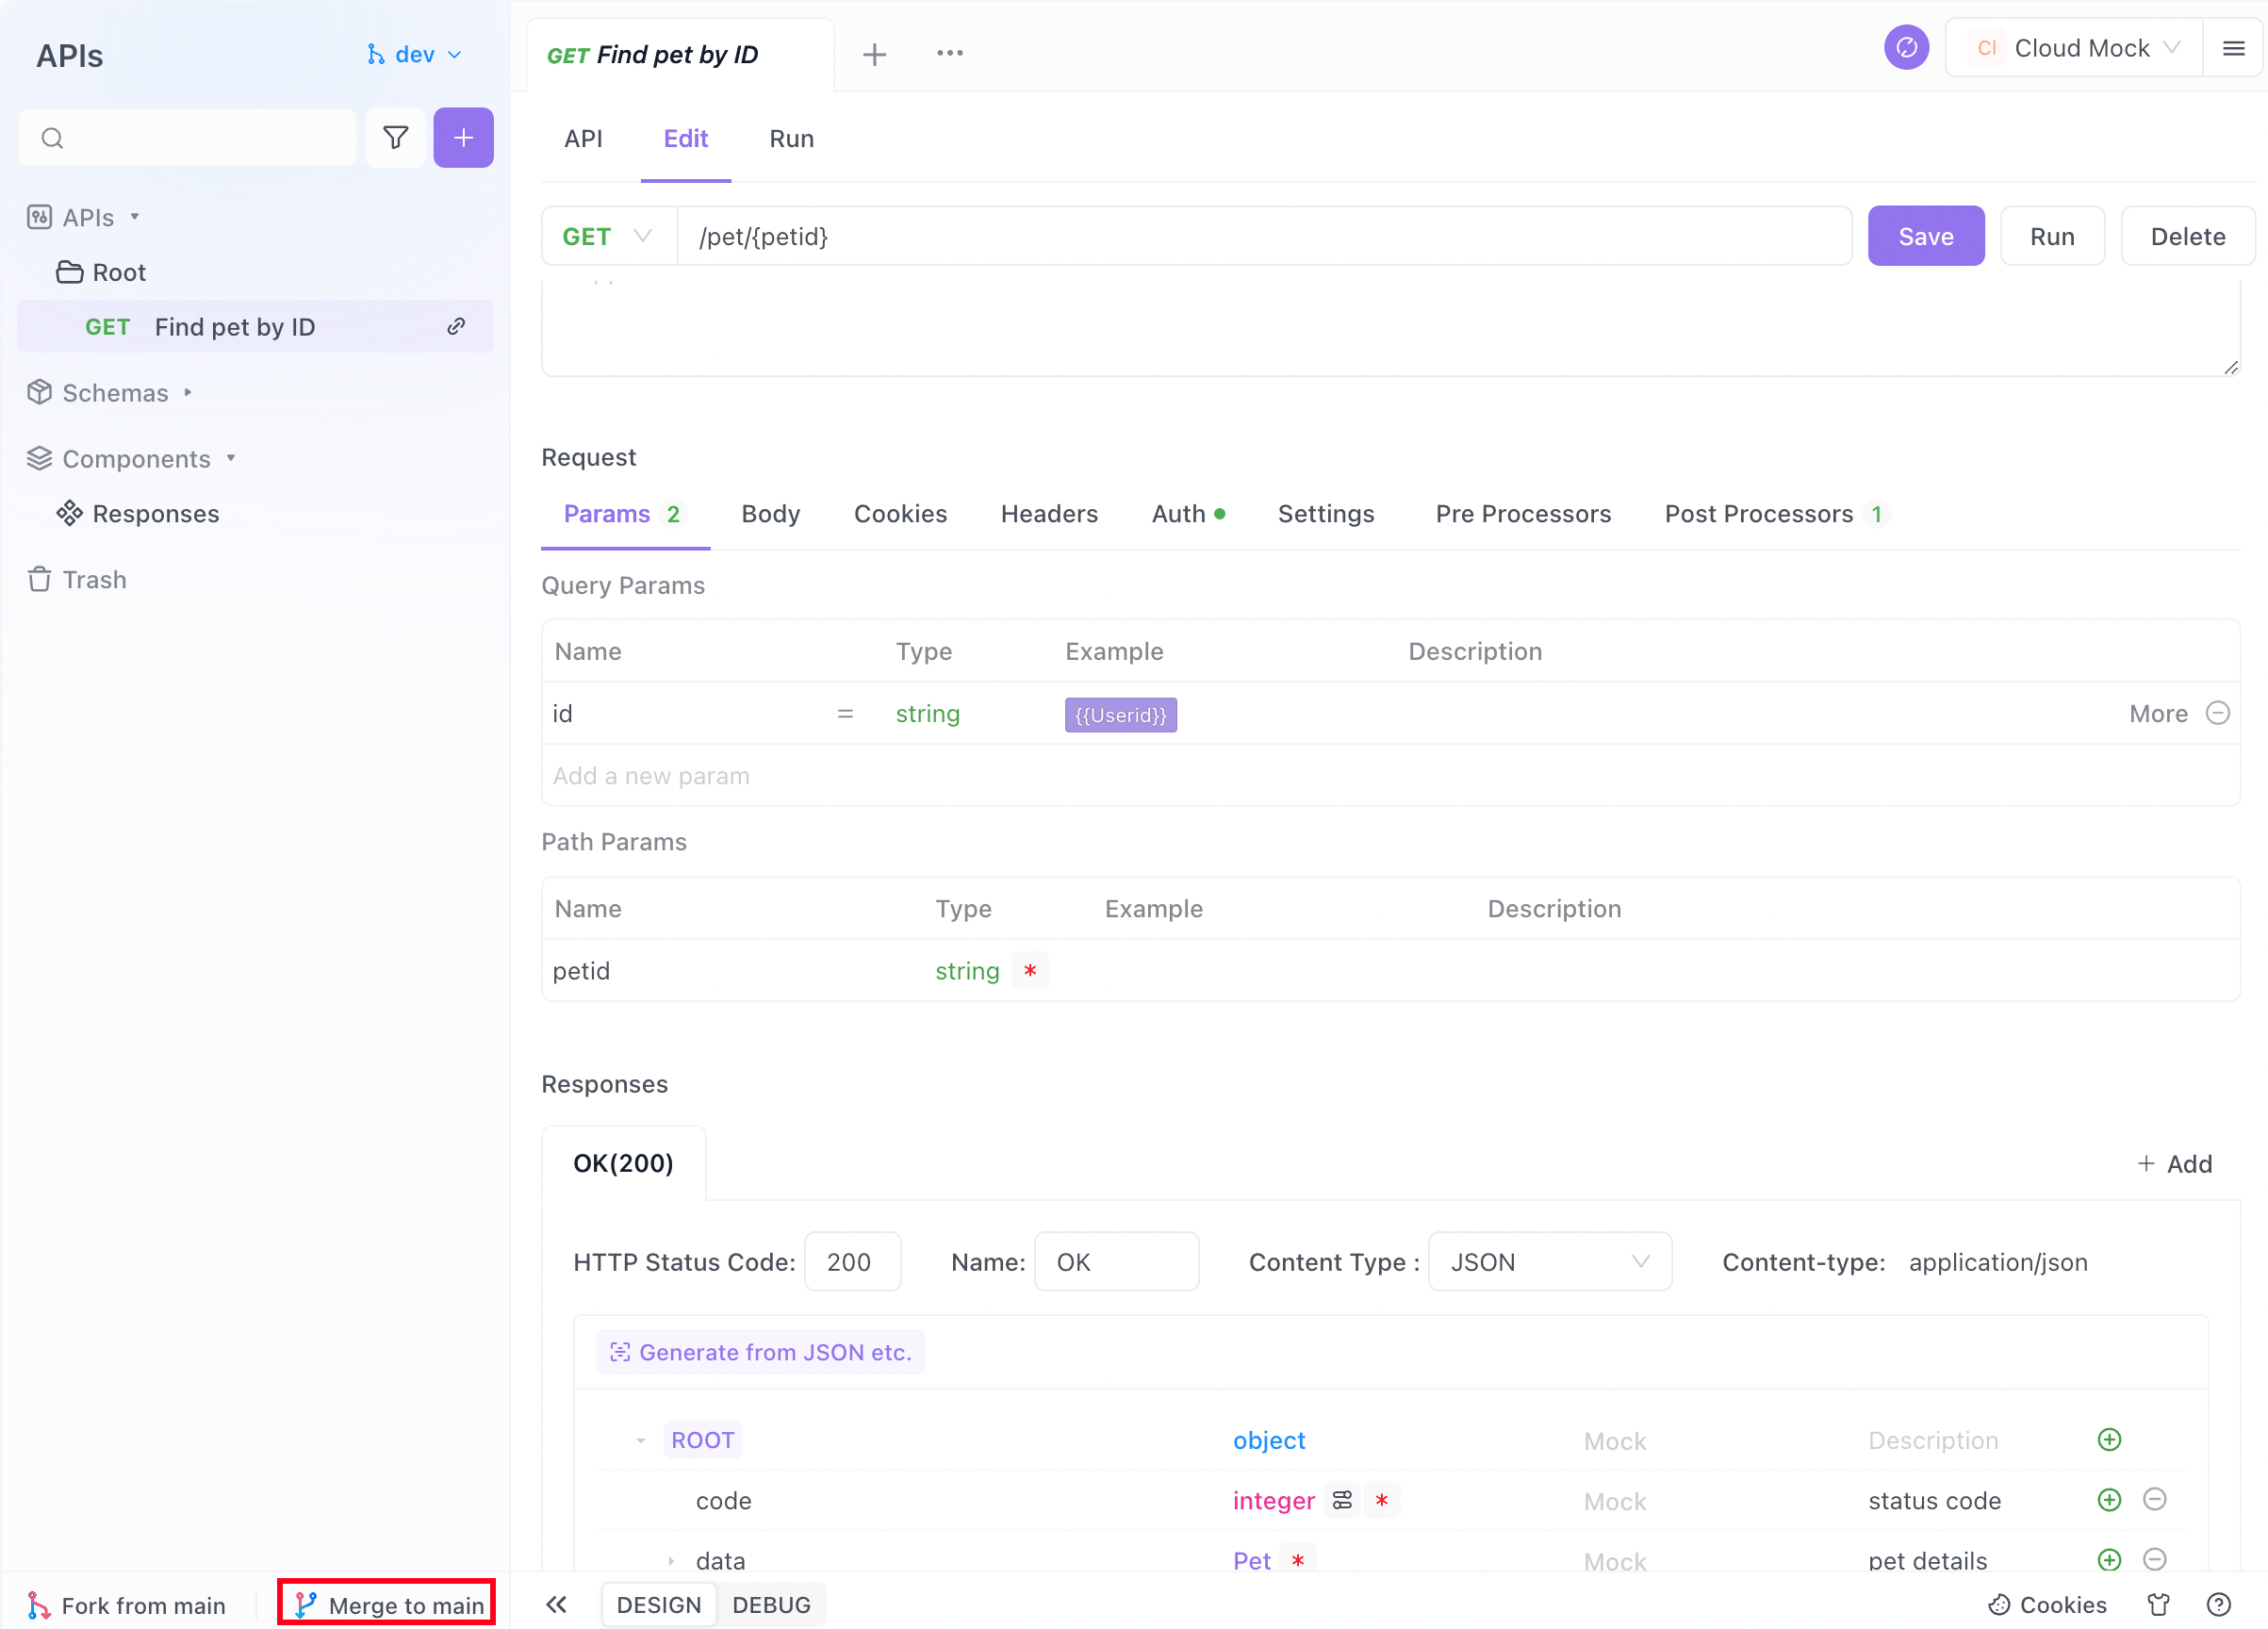 APIs
dev
GET Find pet by ID
CI Cloud Mock
API Edit Run
GET /pet/{petid} Save Run Delete
APIs
Root
GET Find pet by ID
Schemas
Components
Responses
Trash
Request
Params 2 Body Cookies Headers Auth Settings Pre Processors Post Processors 1
Query Params
Name Type Example Description
id = string {{Userid}} More
Add a new param
Path Params
Name Type Example Description
petid string *
Responses
OK(200) + Add
HTTP Status Code: 200 Name: OK Content Type : JSON Content-type: application/json
Generate from JSON etc.
ROOT object Mock Description
code integer * Mock status code
data Pet * Mock pet details
Fork from main Merge to main DESIGN DEBUG Cookies